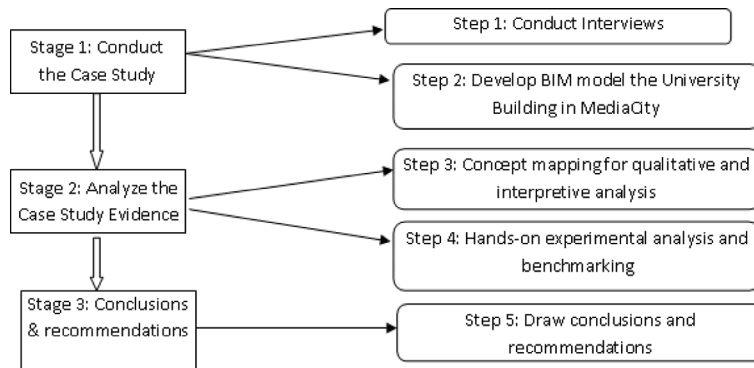 Stage 1: Conduct
the Case Study
Step 1: Conduct Interviews
Step 2: Develop BIM model the University
Building in MediaCity
Stage 2: Analyze the
Case Study Evidence
Step 3: Concept mapping for qualitative and
interpretive analysis
Step 4: Hands-on experimental analysis and
benchmarking
Stage 3: Conclusions
& recommendations
Step 5: Draw conclusions and
recommendations